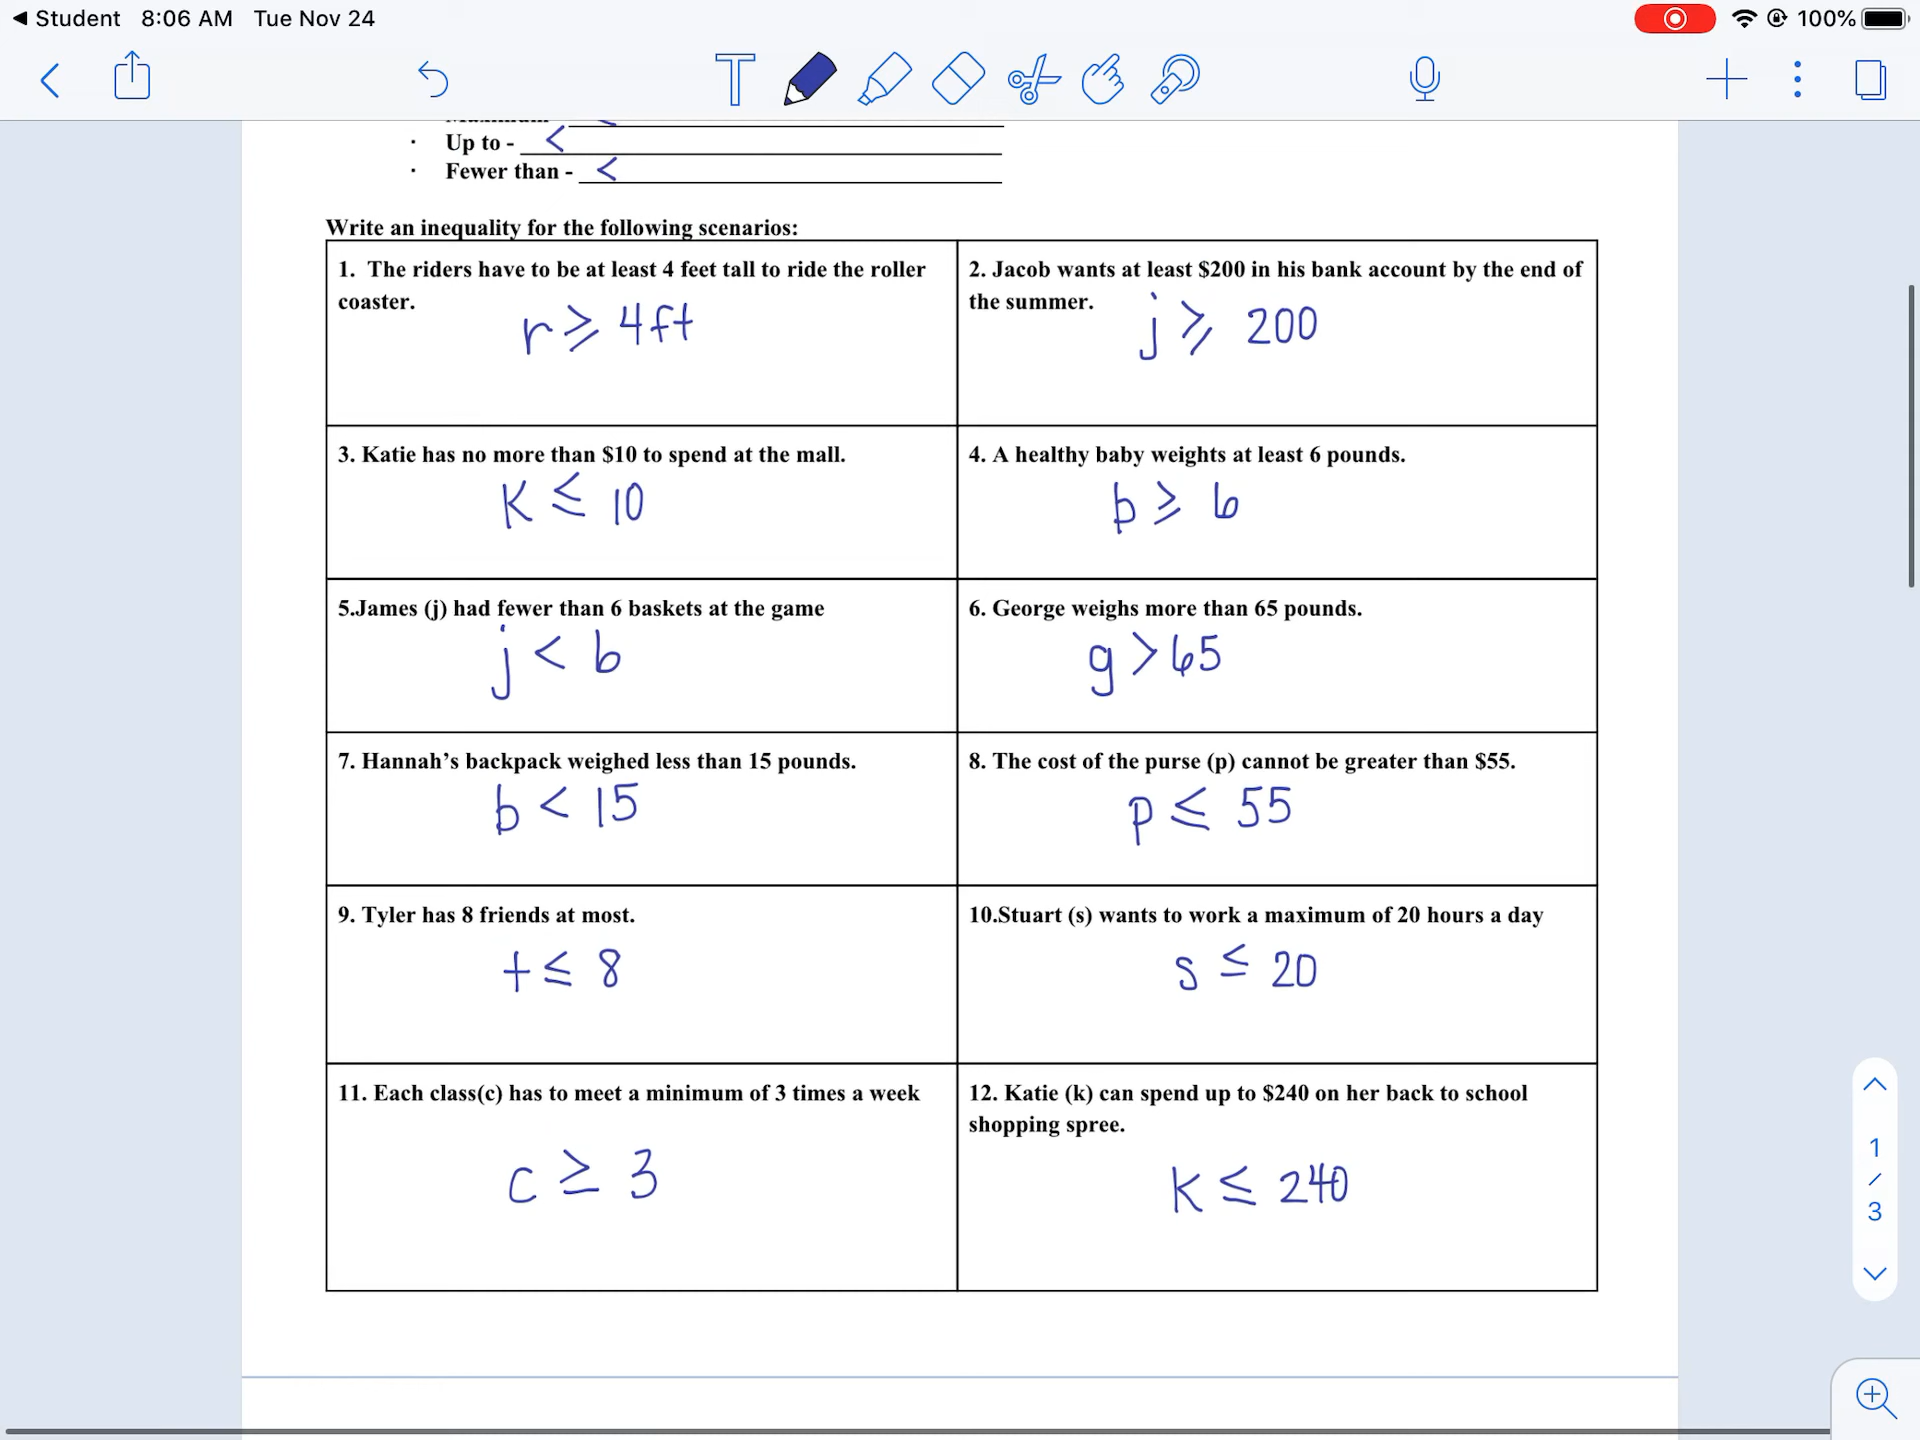 Student 8:06 AM Tue Nov 24 100%
· Up to - <
· Fewer than - <
Write an inequality for the following scenarios:
1. The riders have to be at least 4 feet tall to ride the roller
coaster.
r ≥ 4ft
2. Jacob wants at least $200 in his bank account by the end of
the summer.
j ≥ 200
3. Katie has no more than $10 to spend at the mall.
K ≤ 10
4. A healthy baby weights at least 6 pounds.
b ≥ 6
5.James (j) had fewer than 6 baskets at the game
j < 6
6. George weighs more than 65 pounds.
g > 65
7. Hannah’s backpack weighed less than 15 pounds.
b < 15
8. The cost of the purse (p) cannot be greater than $55.
p ≤ 55
9. Tyler has 8 friends at most.
t ≤ 8
10.Stuart (s) wants to work a maximum of 20 hours a day
s ≤ 20
11. Each class(c) has to meet a minimum of 3 times a week
c ≥ 3
12. Katie (k) can spend up to $240 on her back to school
shopping spree.
K ≤ 240
1
/
3